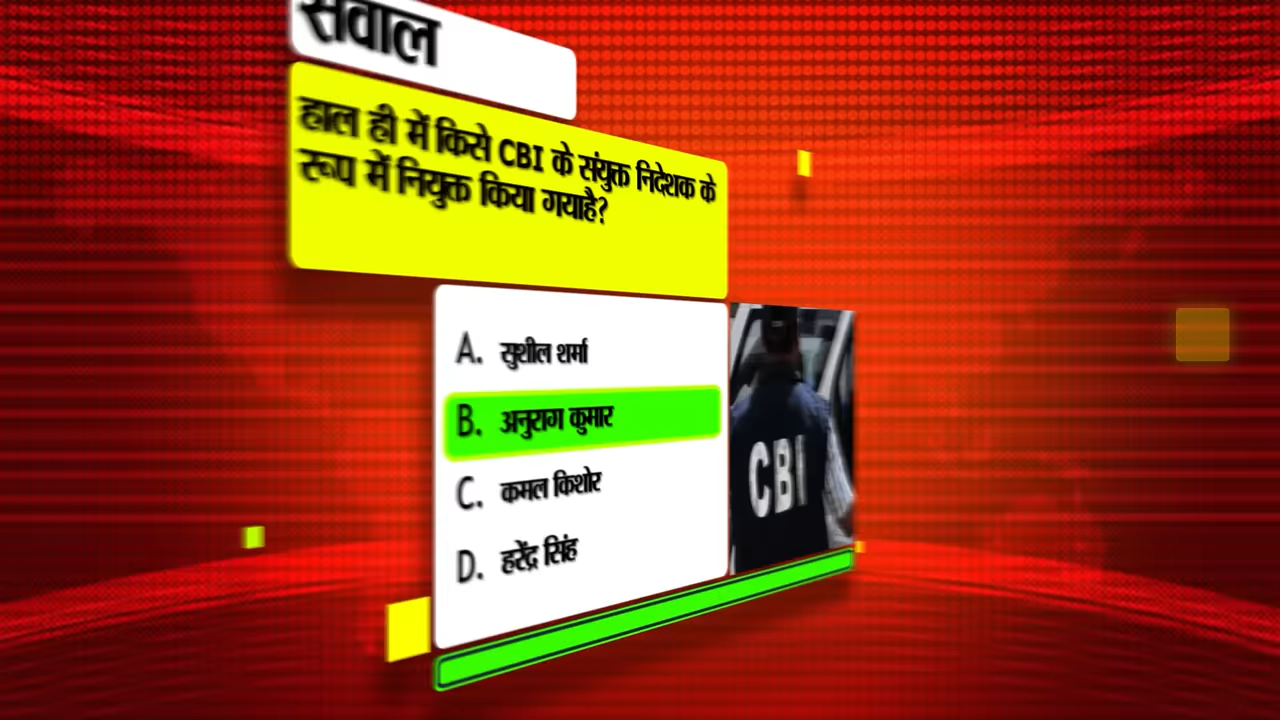 सवाल
हाल ही में किसे CBI के संयुक्त निदेशक के
रूप में नियुक्त किया गयाहै?
A. सुशील शर्मा
B. अनुराग कुमार
C. कमल किशोर
D. हरेंद्र सिंह
CBI